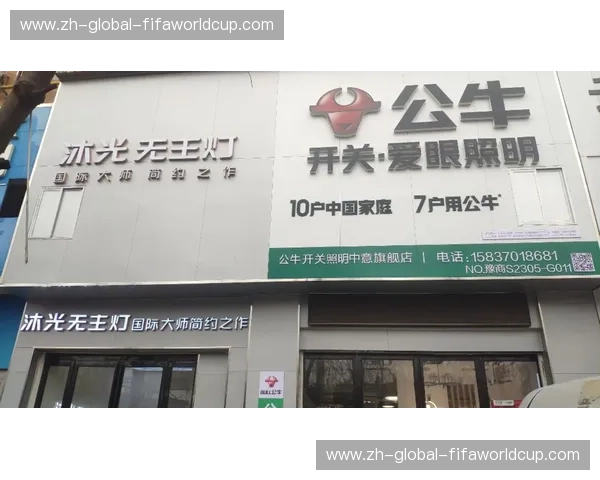 www.zh-global-fifaworldcup.com
沐光 无主灯
国际大师 简约之作
公牛
开关·爱眼照明
10户中国家庭 7户用公牛*
公牛开关照明中意旗舰店 | 电话:15837018681
NO.豫商S2305-G011
沐光无主灯国际大师简约之作
公牛
www.zh-global-fifaworldcup.com